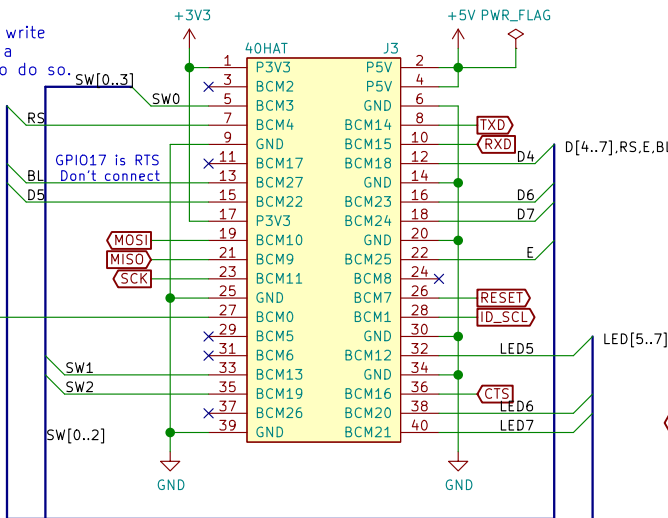 +3V3
+5V PWR_FLAG
write
a
o do so.
40HAT J3
SW[0..3]
1 P3V3 P5V 2
3 BCM2 P5V 4
SW0 5 BCM3 GND 6
RS 7 BCM4 BCM14 8 TXD
9 GND BCM15 10 RXD
GPIO17 is RTS
Don't connect
11 BCM17 BCM18 12 D4
D[4..7],RS,E,BL
BL 13 BCM27 GND 14
D5 15 BCM22 BCM23 16 D6
17 P3V3 BCM24 18 D7
MOSI 19 BCM10 GND 20
MISO 21 BCM9 BCM25 22 E
SCK 23 BCM11 BCM8 24
25 GND BCM7 26 RESET
27 BCM0 BCM1 28 ID_SCL
29 BCM5 GND 30
LED[5..7]
31 BCM6 BCM12 32 LED5
SW1 33 BCM13 GND 34
SW2 35 BCM19 BCM16 36 CTS
37 BCM26 BCM20 38 LED6
39 GND BCM21 40 LED7
SW[0..2]
GND
GND